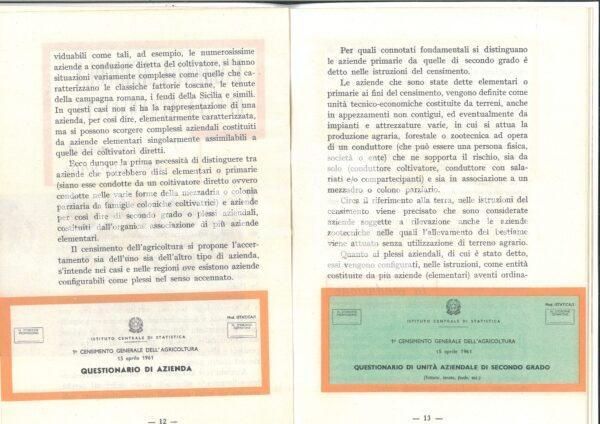 viduabili come tali, ad esempio, le numerosissime
aziende a conduzione diretta del coltivatore, si hanno
situazioni variamente complesse come quelle che ca-
ratterizzano le classiche fattorie toscane, le tenute
della campagna romana, i feudi della Sicilia e simili.
In questi casi non si ha la rappresentazione di una
azienda, per così dire, elementarmente caratterizzata,
ma si possono scorgere complessi aziendali costituiti
da aziende elementari singolarmente assimilabili a
quelle dei coltivatori diretti.
Ecco dunque la prima necessità di distinguere tra
aziende che potrebbero dirsi elementari o primarie
(siano esse condotte da un coltivatore diretto ovvero
condotte nelle varie forme della mezzadria o colonia
parziaria da famiglie coloniche coltivatrici) e aziende
per così dire di secondo grado o plessi aziendali,
costituiti dall'organica associazione di più aziende
elementari.
Il censimento dell'agricoltura si propone l'accer-
tamento sia dell'uno sia dell'altro tipo di azienda,
s'intende nei casi e nelle regioni ove esistono aziende
configurabili come plessi nel senso accennato.
Mod. ISTAT/CA/1
ISTITUTO CENTRALE DI STATISTICA
1° CENSIMENTO GENERALE DELL'AGRICOLTURA
15 aprile 1961
QUESTIONARIO DI AZIENDA
— 12 —
Per quali connotati fondamentali si distinguano
le aziende primarie da quelle di secondo grado è
detto nelle istruzioni del censimento.
Le aziende che sono state dette elementari o
primarie ai fini del censimento, vengono definite come
unità tecnico-economiche costituite da terreni, anche
in appezzamenti non contigui, ed eventualmente da
impianti e attrezzature varie, in cui si attua la
produzione agraria, forestale o zootecnica ad opera
di un conduttore (che può essere una persona fisica,
società o ente) che ne sopporta il rischio, sia da
solo (conduttore coltivatore, conduttore con sala-
riati e/o compartecipanti) e sia in associazione a un
mezzadro o colono parziario.
Circa il riferimento alla terra, nelle istruzioni del
censimento viene precisato che sono considerate
aziende soggette a rilevazione anche le aziende
zootecniche nelle quali l'allevamento del bestiame
viene attuato senza utilizzazione di terreno agrario.
Quanto ai plessi aziendali, di cui è stato detto,
essi vengono configurati, nelle istruzioni, come entità
costituite da più aziende (elementari) aventi ordina-
ISTITUTO CENTRALE DI STATISTICA
1° CENSIMENTO GENERALE DELL'AGRICOLTURA
15 aprile 1961
QUESTIONARIO DI UNITÀ AZIENDALE DI SECONDO GRADO
(fattoria, tenuta, feudo, ecc.)
— 13 —